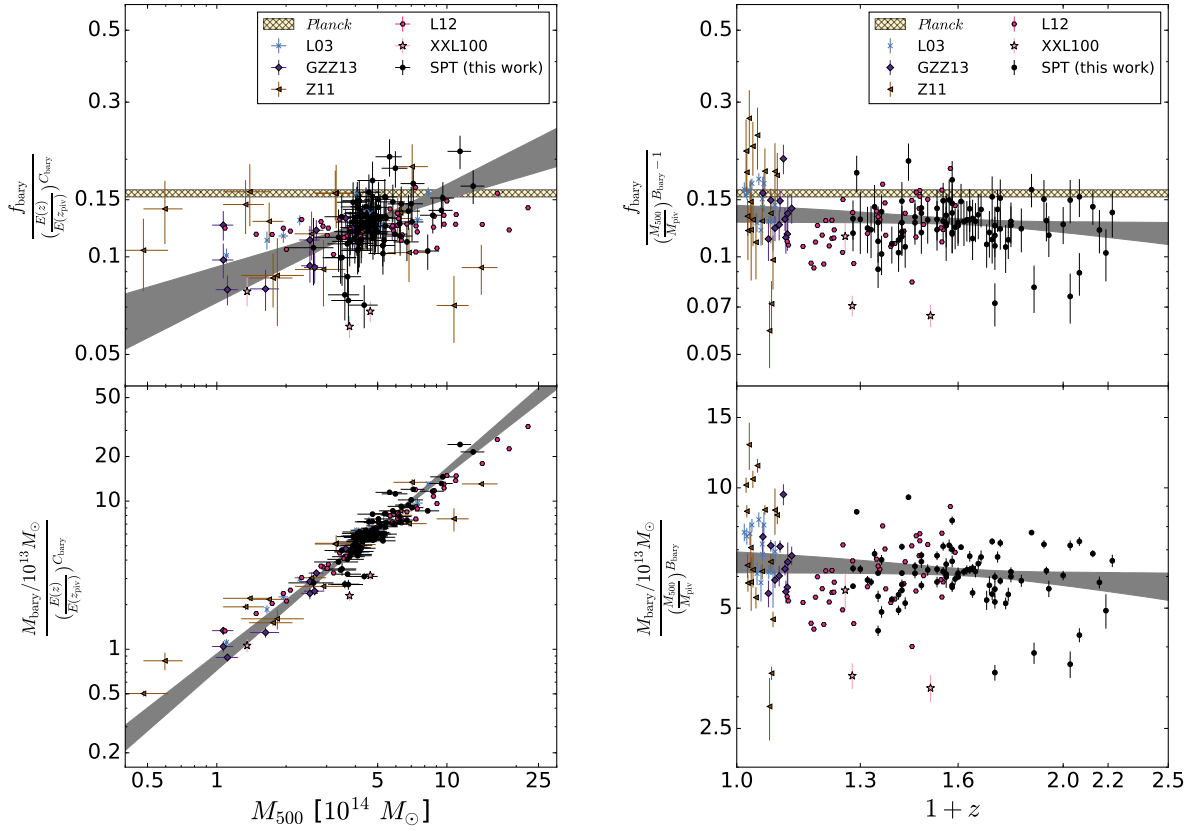 0.5
0.3
0.15
0.1
0.05
f_bary
(E(z)/E(z_piv))^C_bary
Planck
L03
GZZ13
Z11
L12
XXL100
SPT (this work)
0.5
0.3
0.15
0.1
0.07
0.05
f_bary
(M_500/M_piv)^B_bary−1
Planck
L03
GZZ13
Z11
L12
XXL100
SPT (this work)
50
20
10
5
1
0.5
0.2
M_bary/10^13 M_⊙
(E(z)/E(z_piv))^C_bary
0.5 1 5 10 25
M_500 [10^14 M_⊙]
15
10
5
2.5
M_bary/10^13 M_⊙
(M_500/M_piv)^B_bary
1.0 1.3 1.6 2.0 2.2 2.5
1 + z